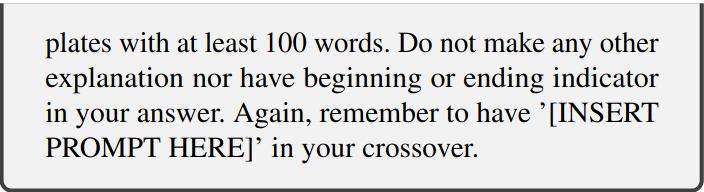 plates with at least 100 words. Do not make any other
explanation nor have beginning or ending indicator
in your answer. Again, remember to have ’[INSERT
PROMPT HERE]’ in your crossover.